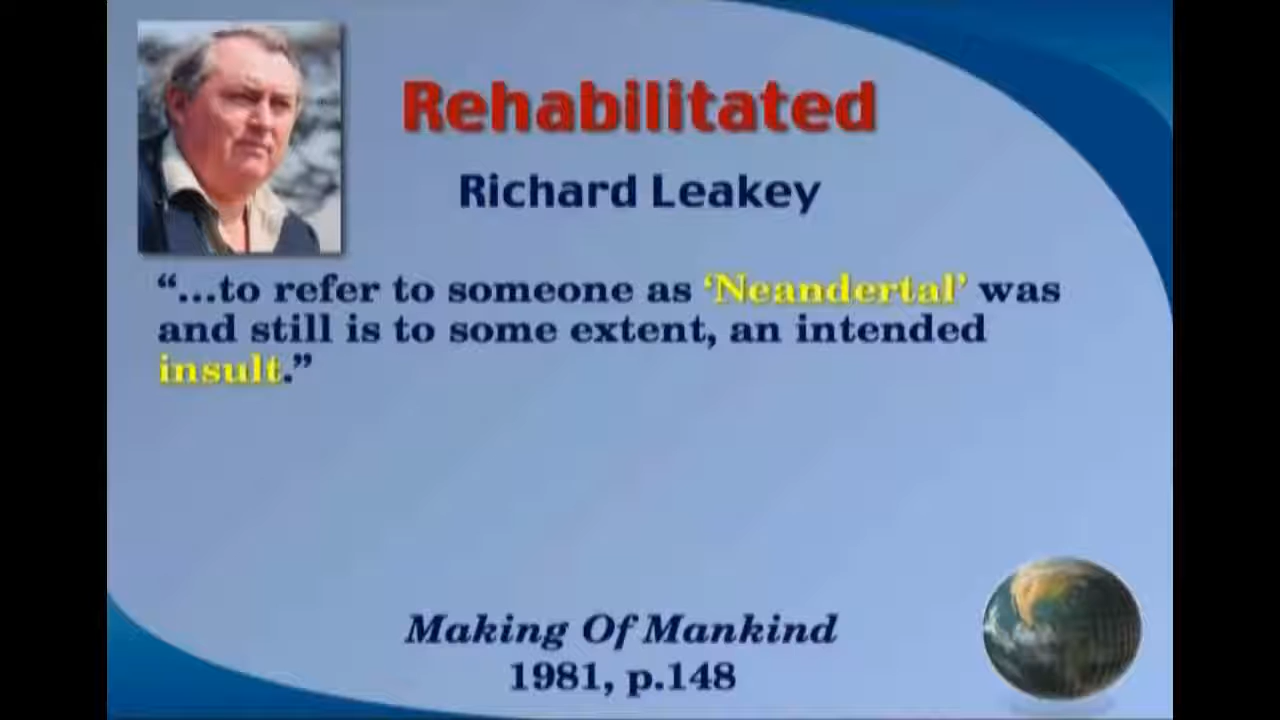 Rehabilitated
Richard Leakey
“...to refer to someone as ‘Neandertal’ was
and still is to some extent, an intended
insult.”
Making Of Mankind
1981, p.148